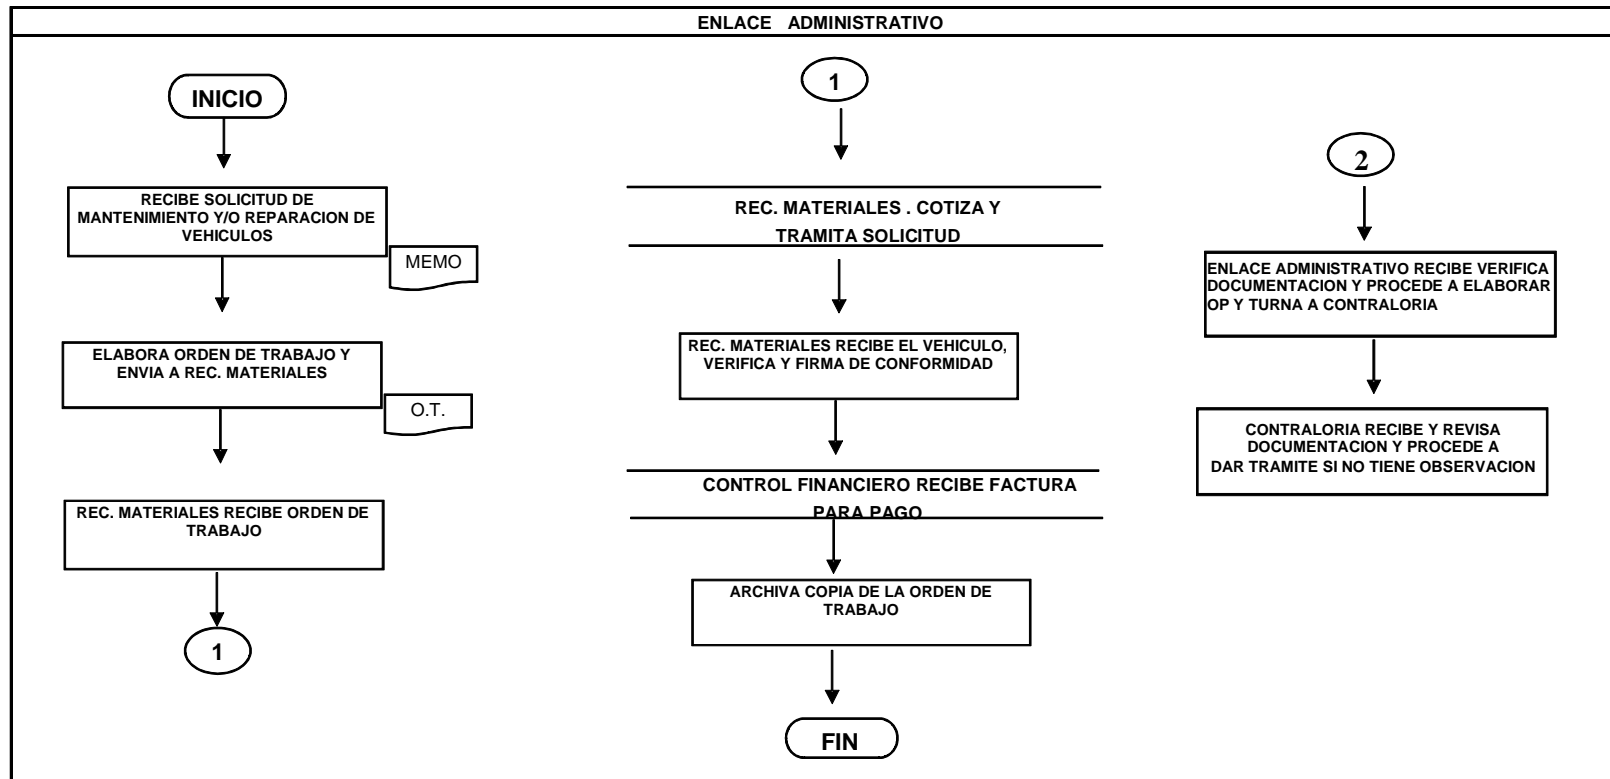 ENLACE ADMINISTRATIVO
INICIO
RECIBE SOLICITUD DE
MANTENIMIENTO Y/O REPARACION DE
VEHICULOS
MEMO
ELABORA ORDEN DE TRABAJO Y
ENVIA A REC. MATERIALES
O.T.
REC. MATERIALES RECIBE ORDEN DE
TRABAJO
1
1
REC. MATERIALES . COTIZA Y
TRAMITA SOLICITUD
REC. MATERIALES RECIBE EL VEHICULO,
VERIFICA Y FIRMA DE CONFORMIDAD
CONTROL FINANCIERO RECIBE FACTURA
PARA PAGO
ARCHIVA COPIA DE LA ORDEN DE
TRABAJO
FIN
2
ENLACE ADMINISTRATIVO RECIBE VERIFICA
DOCUMENTACION Y PROCEDE A ELABORAR
OP Y TURNA A CONTRALORIA
CONTRALORIA RECIBE Y REVISA
DOCUMENTACION Y PROCEDE A
DAR TRAMITE SI NO TIENE OBSERVACION